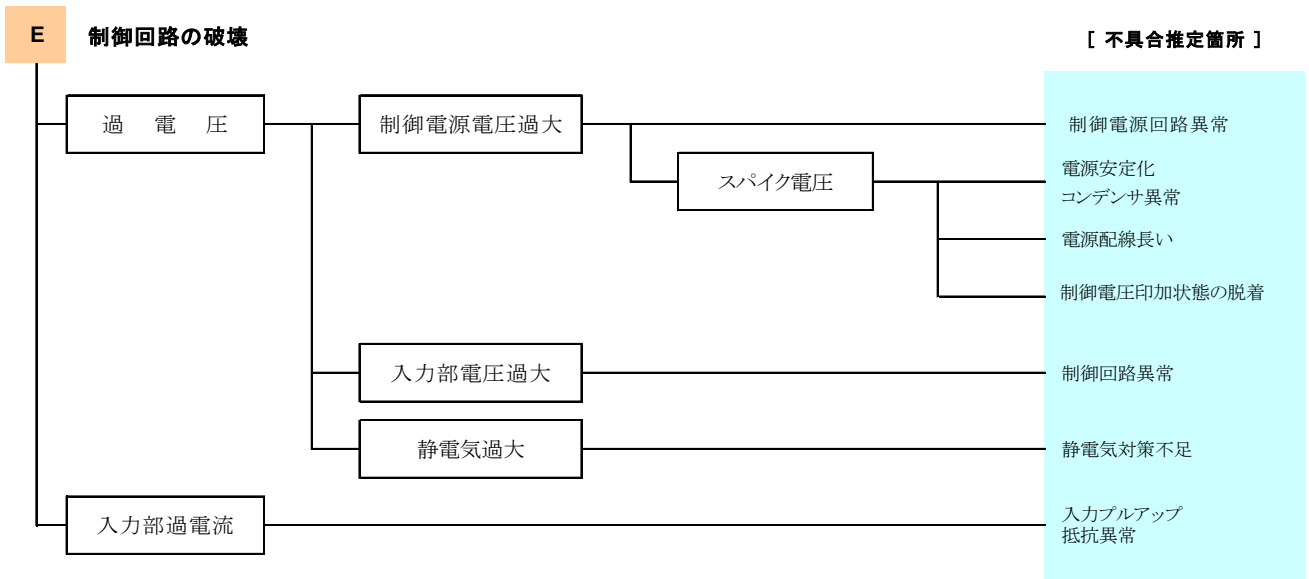 E 制御回路の破壊
[ 不具合推定箇所 ]
過電圧
制御電源電圧過大
制御電源回路異常
スパイク電圧
電源安定化
コンデンサ異常
電源配線長い
制御電圧印加状態の脱着
入力部電圧過大
制御回路異常
静電気過大
静電気対策不足
入力部過電流
入力プルアップ
抵抗異常